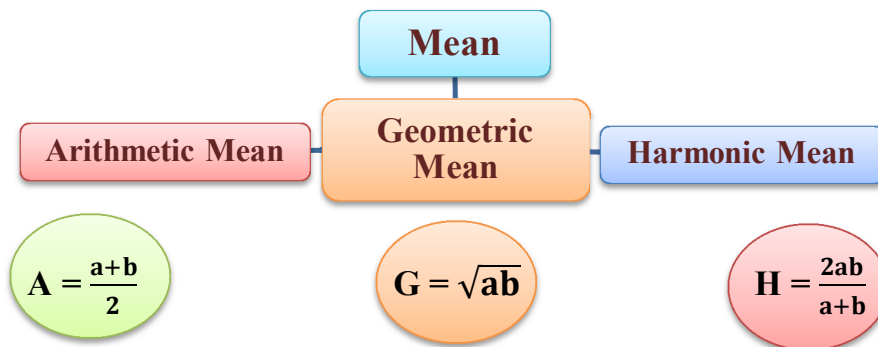 Mean
Arithmetic Mean
Geometric
Mean
Harmonic Mean
A = a+b/2
G = √ab
H = 2ab/a+b